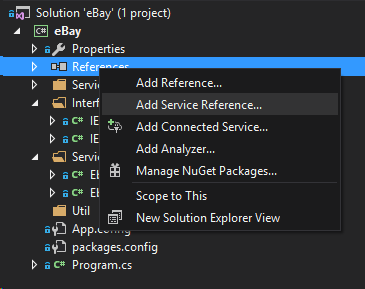 Solution 'eBay' (1 project)
C# eBay
Properties
References
Servi
Add Reference...
Interf
Add Service Reference...
C# IE
Add Connected Service...
C# IE
Add Analyzer...
Servic
Manage NuGet Packages...
C# Eb
C# Eb
Scope to This
Util
New Solution Explorer View
App.config
packages.config
C# Program.cs